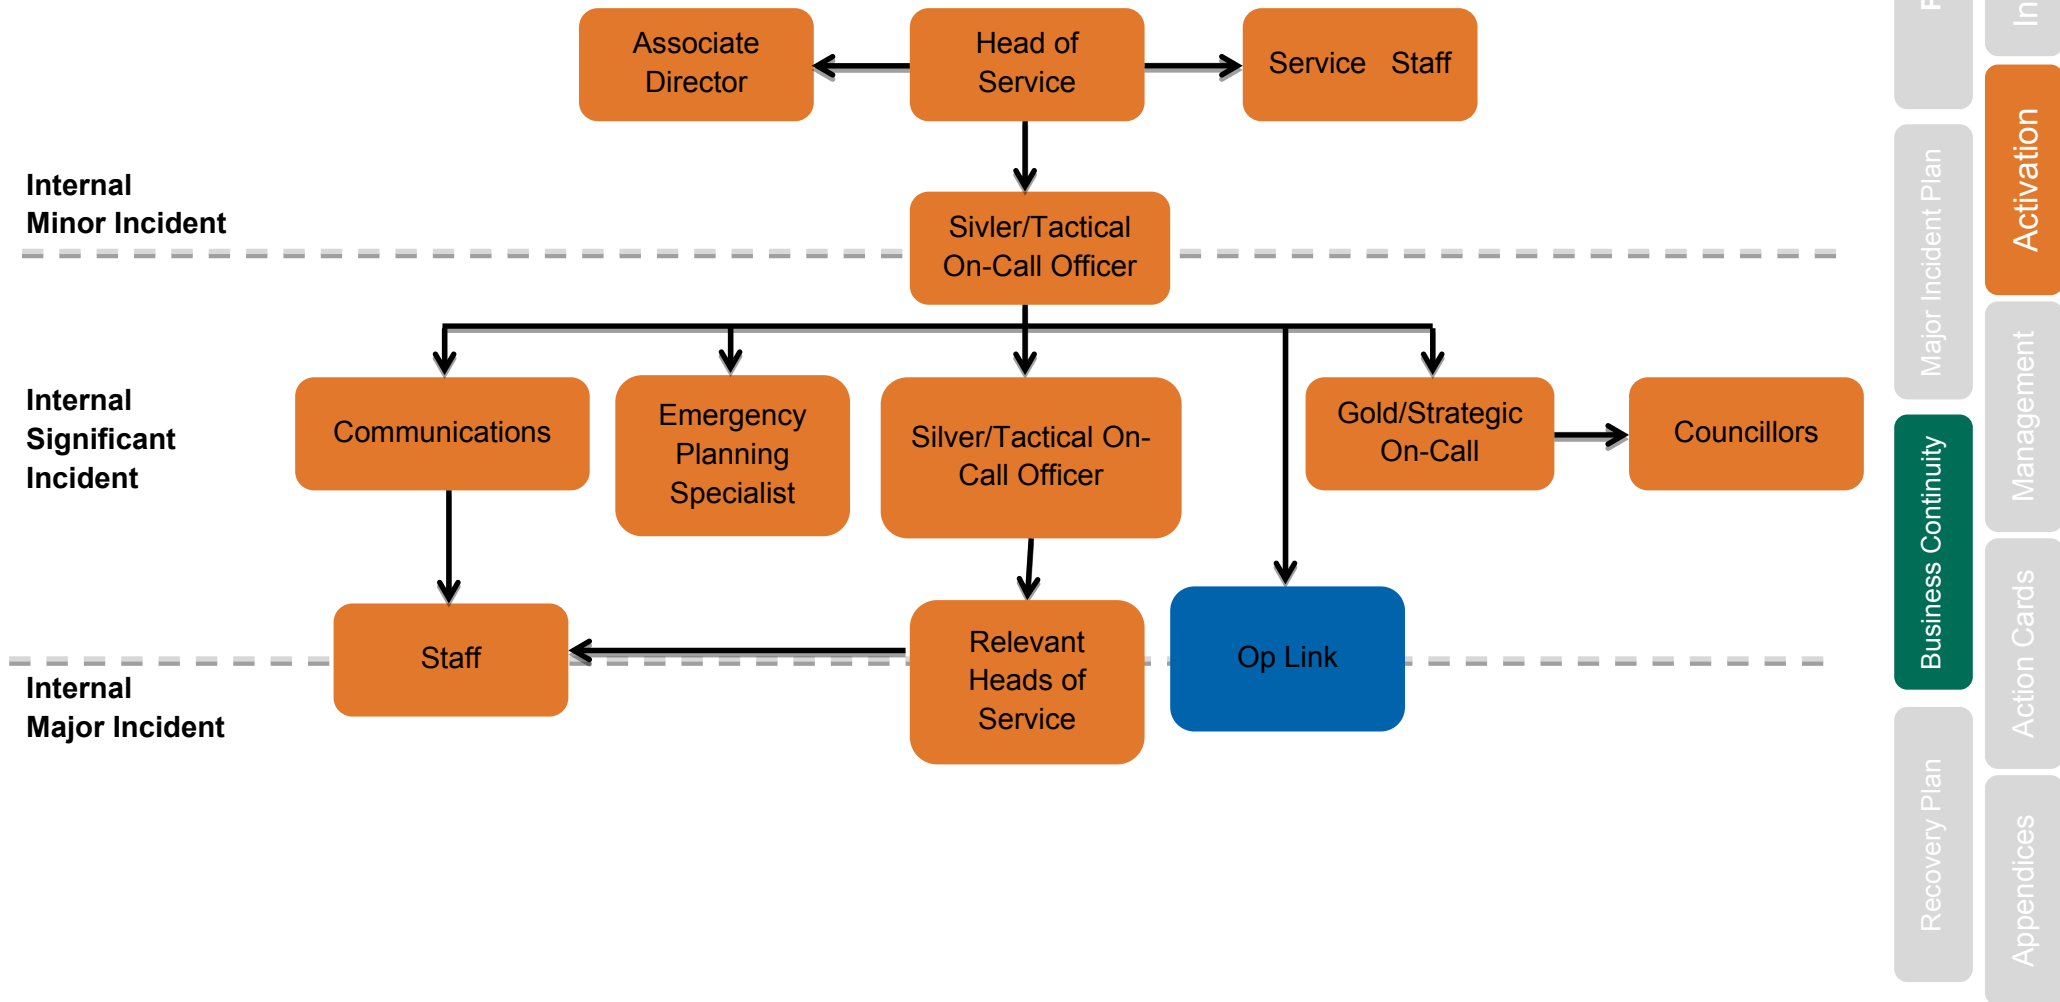 Associate
Director
Head of
Service
Service Staff
Internal
Minor Incident
Sivler/Tactical
On-Call Officer
Internal
Significant
Incident
Communications
Emergency
Planning
Specialist
Silver/Tactical On-
Call Officer
Gold/Strategic
On-Call
Councillors
Staff
Relevant
Heads of
Service
Op Link
Internal
Major Incident
Major Incident Plan
Business Continuity
Recovery Plan
In
Activation
Management
Action Cards
Appendices